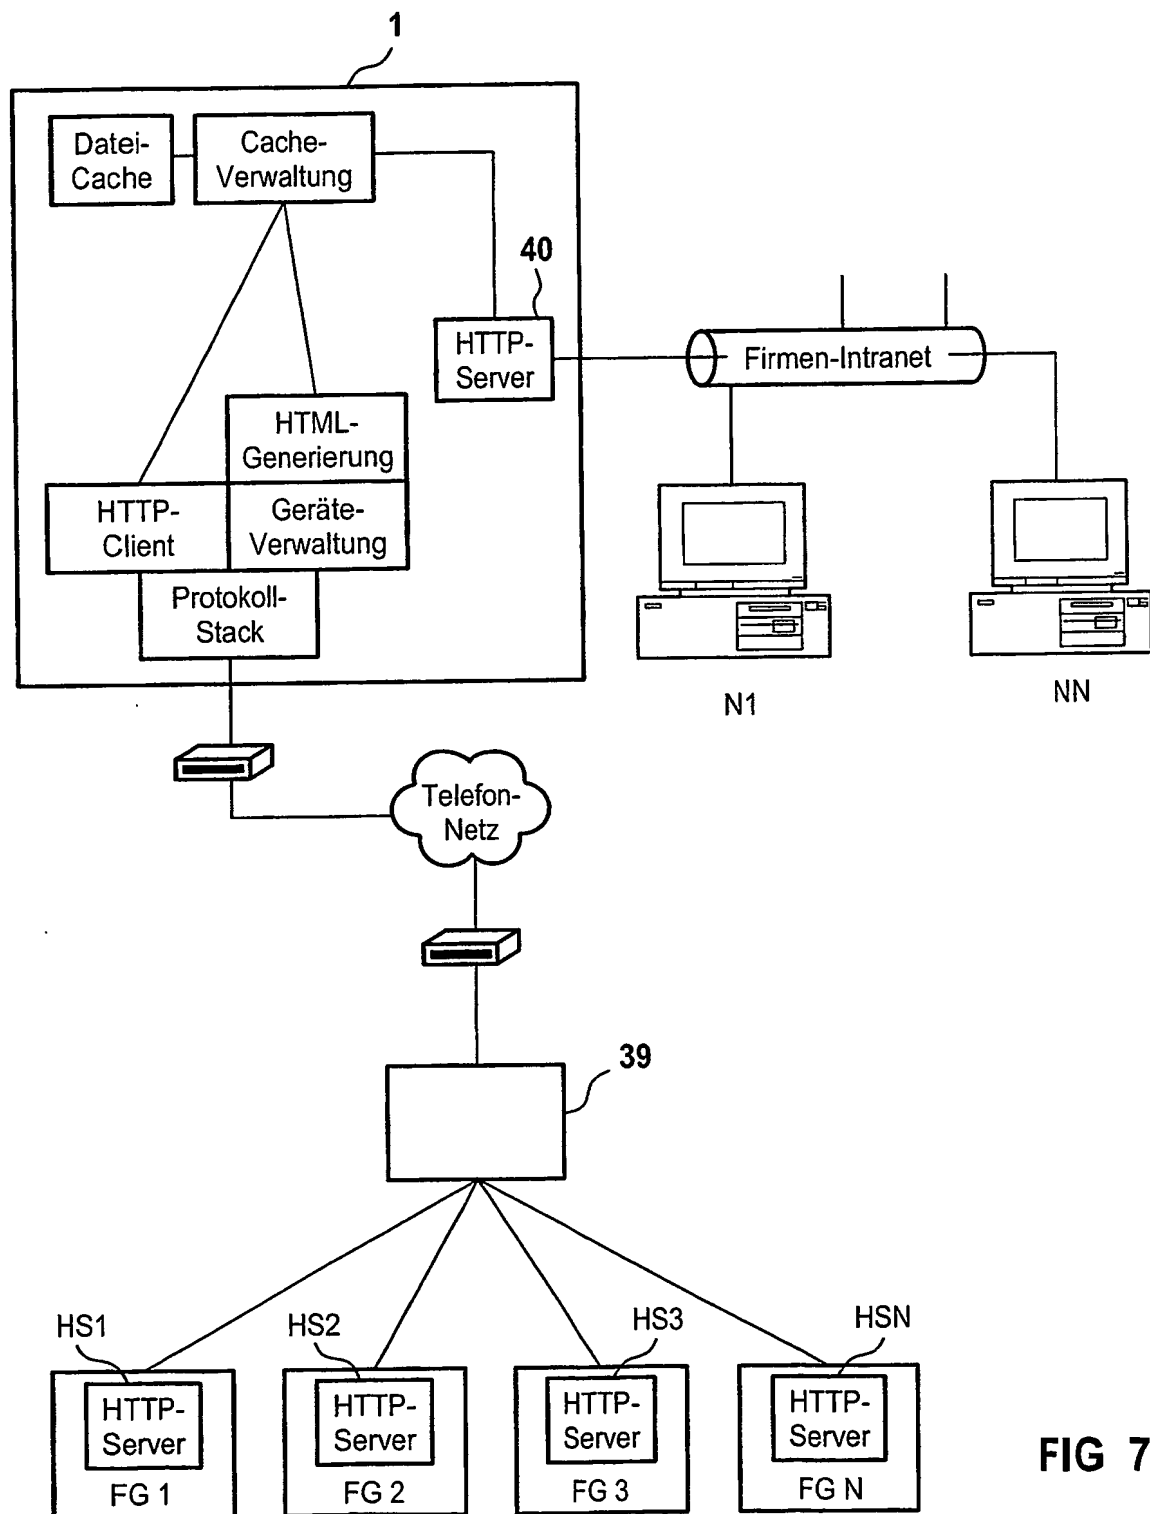 1
Datei-
Cache
Cache-
Verwaltung
40
HTTP-
Server
Firmen-Intranet
HTML-
Generierung
HTTP-
Client
Geräte-
Verwaltung
Protokoll-
Stack
N1
NN
Telefon-
Netz
39
HS1
HS2
HS3
HSN
HTTP-
Server
FG 1
HTTP-
Server
FG 2
HTTP-
Server
FG 3
HTTP-
Server
FG N
FIG 7